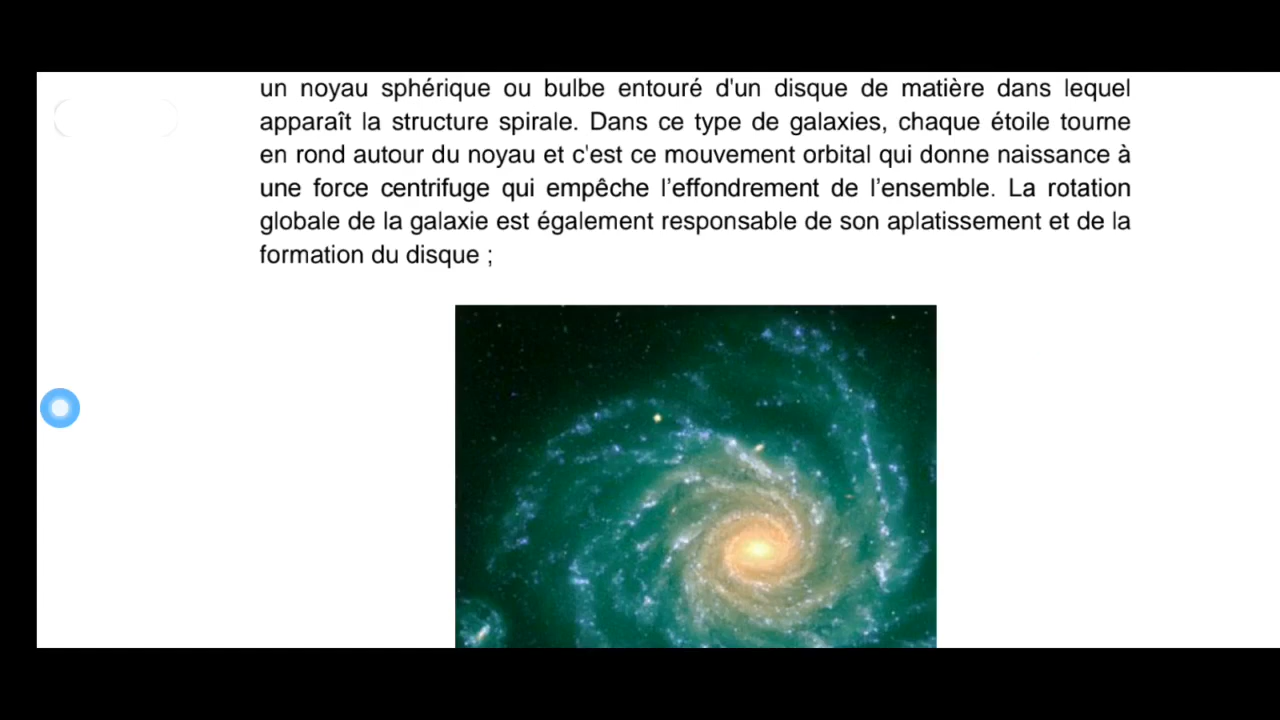 un noyau sphérique ou bulbe entouré d'un disque de matière dans lequel
apparaît la structure spirale. Dans ce type de galaxies, chaque étoile tourne
en rond autour du noyau et c'est ce mouvement orbital qui donne naissance à
une force centrifuge qui empêche l’effondrement de l’ensemble. La rotation
globale de la galaxie est également responsable de son aplatissement et de la
formation du disque ;